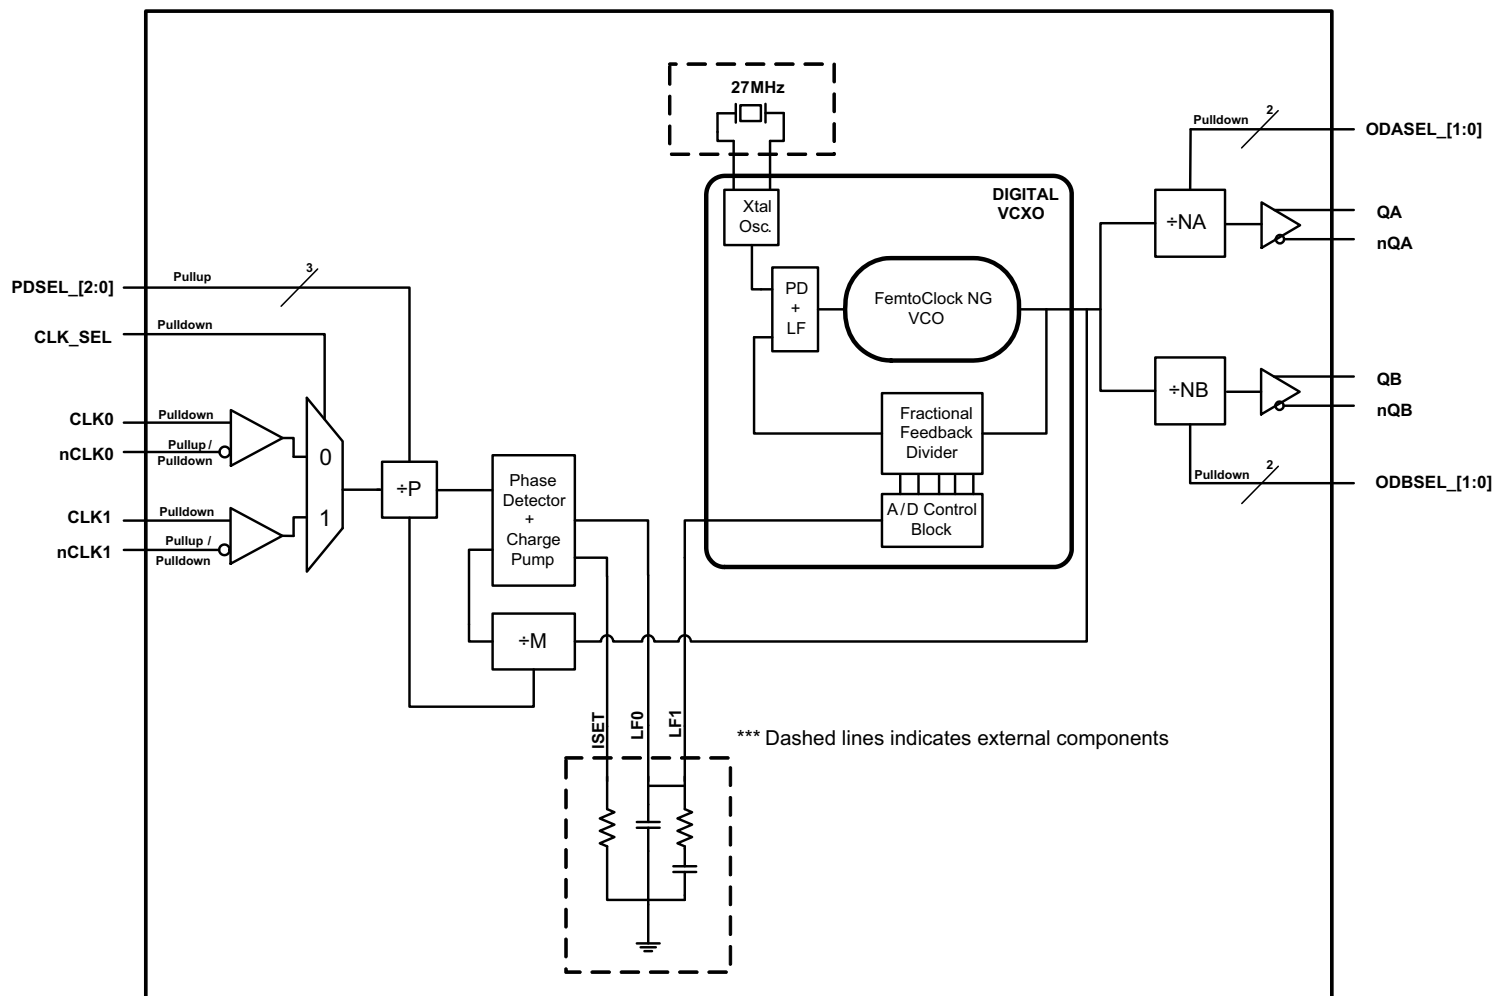 27MHz
Pulldown
2
ODASEL_[1:0]
DIGITAL
VCXO
Xtal
Osc.
÷NA
QA
nQA
PDSEL_[2:0]
Pullup
3
PD
+
LF
FemtoClock NG
VCO
CLK_SEL
Pulldown
÷NB
QB
nQB
CLK0
Pulldown
nCLK0
Pullup /
Pulldown
0
Fractional
Feedback
Divider
Pulldown
2
ODBSEL_[1:0]
÷P
Phase
Detector
+
Charge
Pump
CLK1
Pulldown
nCLK1
Pullup /
Pulldown
1
A/D Control
Block
÷M
ISET
LF0
LF1
*** Dashed lines indicates external components